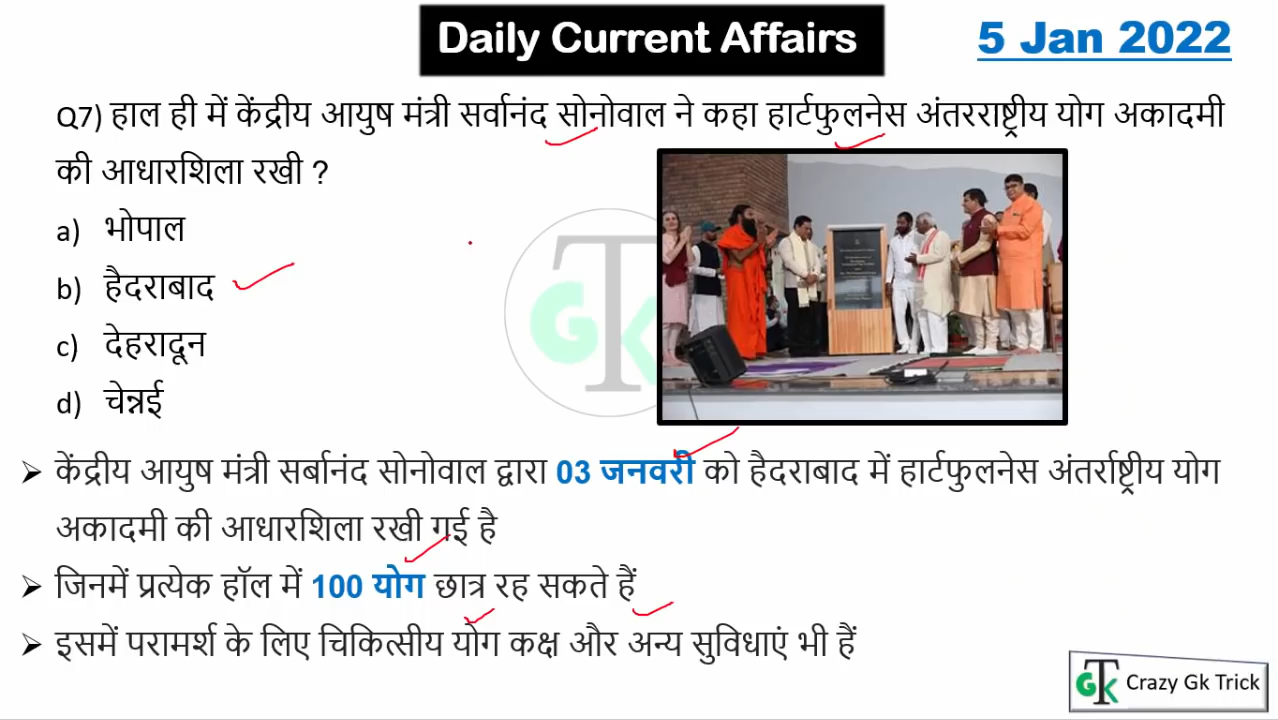 Daily Current Affairs
5 Jan 2022
Q7) हाल ही में केंद्रीय आयुष मंत्री सर्वानंद सोनोवाल ने कहा हार्टफुलनेस अंतरराष्ट्रीय योग अकादमी
की आधारशिला रखी ?
a) भोपाल
b) हैदराबाद
c) देहरादून
d) चेन्नई
TGK
➢ केंद्रीय आयुष मंत्री सर्बानंद सोनोवाल द्वारा 03 जनवरी को हैदराबाद में हार्टफुलनेस अंतर्राष्ट्रीय योग
अकादमी की आधारशिला रखी गई है
➢ जिनमें प्रत्येक हॉल में 100 योग छात्र रह सकते हैं
➢ इसमें परामर्श के लिए चिकित्सीय योग कक्ष और अन्य सुविधाएं भी हैं
TGK Crazy Gk Trick